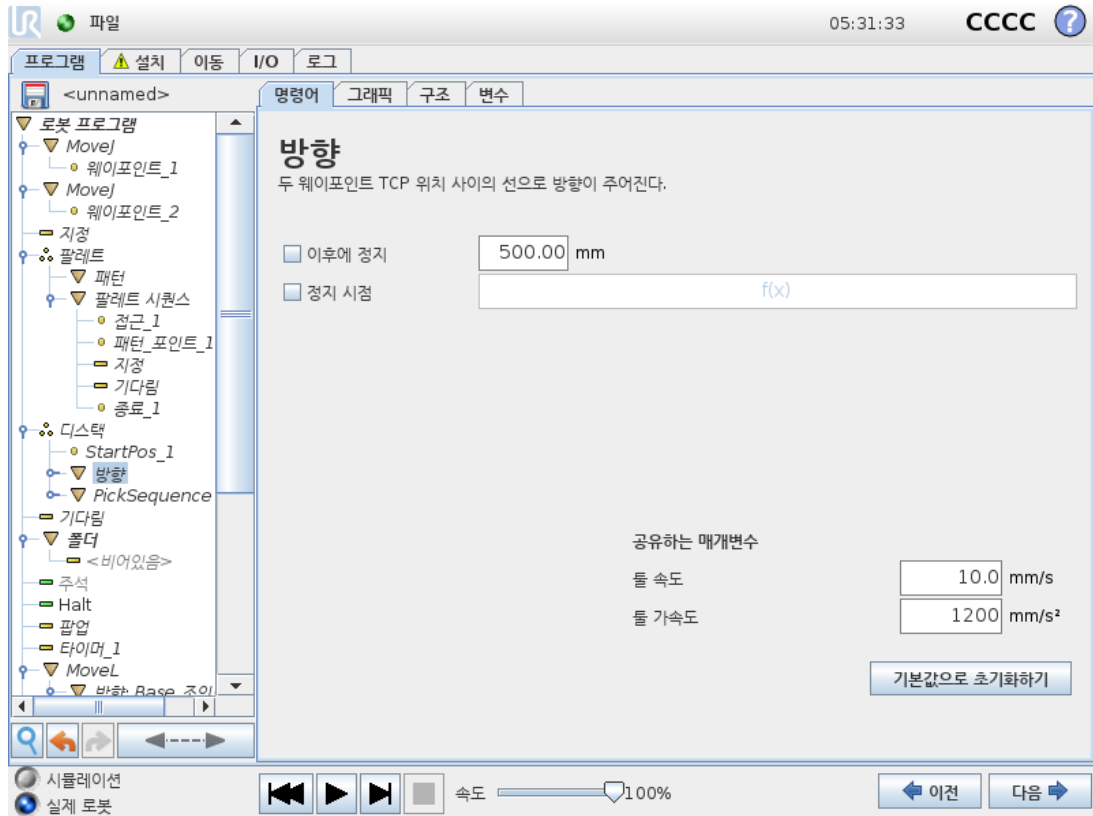 UR 파일 05:31:33 CCCC ?
프로그램 설치 이동 I/O 로그
<unnamed>
명령어 그래픽 구조 변수
로봇 프로그램
MoveJ
웨이포인트_1
MoveJ
웨이포인트_2
지정
팔레트
패턴
팔레트 시퀀스
접근_1
패턴_포인트_1
지정
기다림
종료_1
디스택
StartPos_1
방향
PickSequence
기다림
폴더
<비어있음>
주석
Halt
팝업
타이머_1
MoveL
방향: Base 조인
방향
두 웨이포인트 TCP 위치 사이의 선으로 방향이 주어진다.
이후에 정지 500.00 mm
정지 시점 f(x)
공유하는 매개변수
툴 속도 10.0 mm/s
툴 가속도 1200 mm/s²
기본값으로 초기화하기
시뮬레이션
실제 로봇
속도 100%
이전 다음